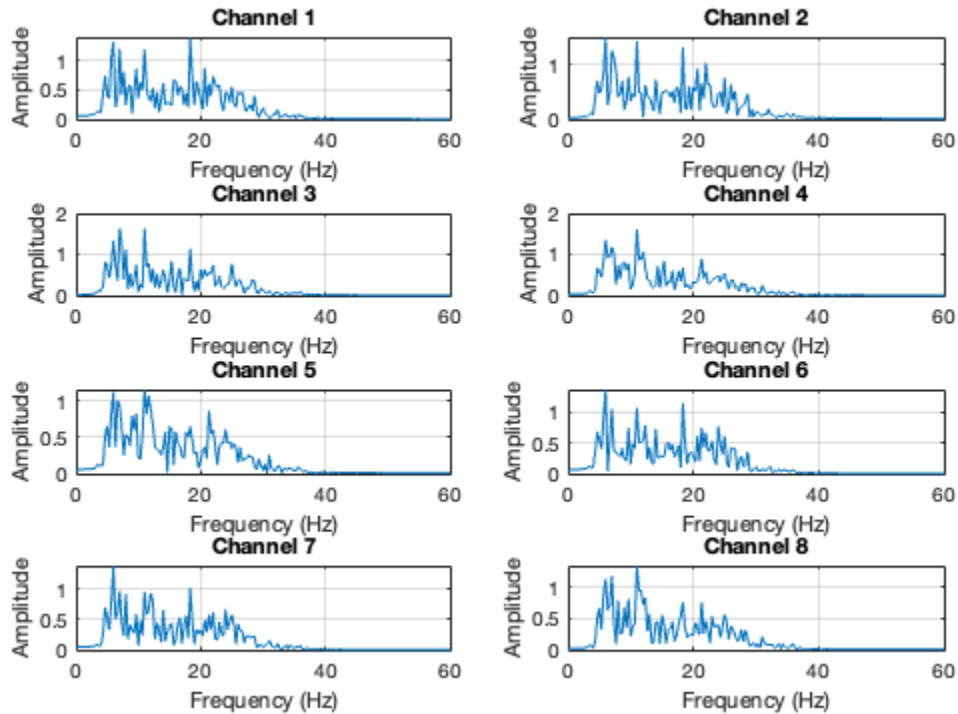 Channel 1
Amplitude
1
0.5
0
0 20 40 60
Frequency (Hz)
Channel 2
Amplitude
1
0
0 20 40 60
Frequency (Hz)
Channel 3
Amplitude
2
1
0
0 20 40 60
Frequency (Hz)
Channel 4
Amplitude
2
1
0
0 20 40 60
Frequency (Hz)
Channel 5
Amplitude
1
0.5
0
0 20 40 60
Frequency (Hz)
Channel 6
Amplitude
1
0.5
0
0 20 40 60
Frequency (Hz)
Channel 7
Amplitude
1
0.5
0
0 20 40 60
Frequency (Hz)
Channel 8
Amplitude
1
0.5
0
0 20 40 60
Frequency (Hz)